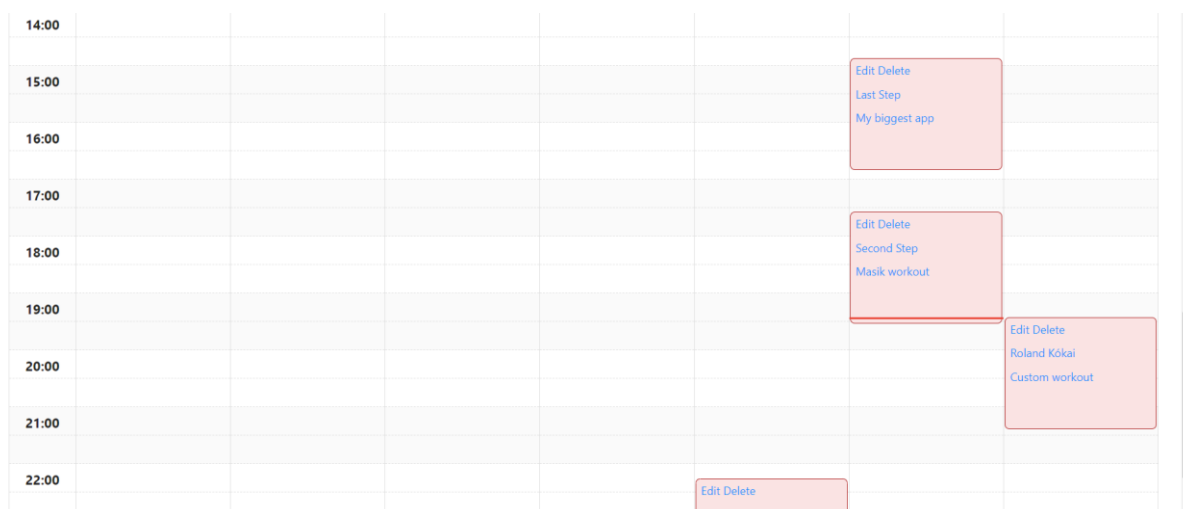 14:00
15:00
Edit Delete
Last Step
My biggest app
16:00
17:00
Edit Delete
18:00
Second Step
Masik workout
19:00
Edit Delete
Roland Kókai
20:00
Custom workout
21:00
22:00
Edit Delete